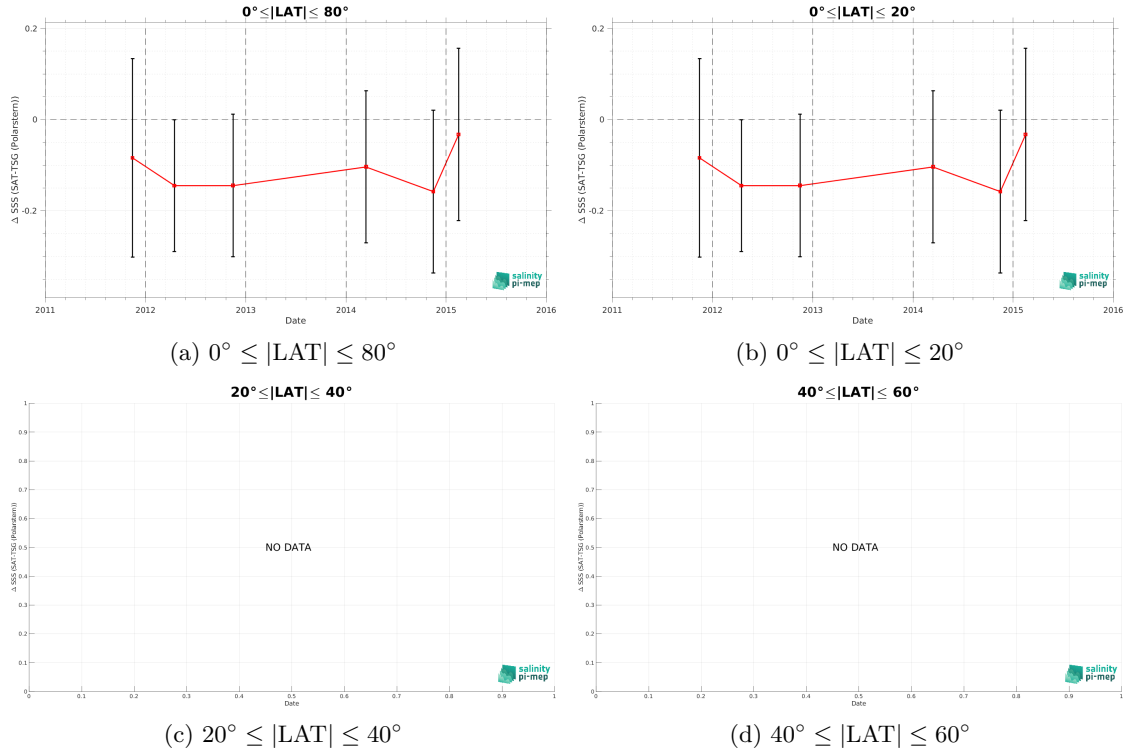 0°≤|LAT|≤ 80°
0.2
0
-0.2
Δ SSS (SAT-TSG (Polarstern))
2011 2012 2013 2014 2015 2016
Date
salinity
pi-mep
(a) 0° ≤ |LAT| ≤ 80°
0°≤|LAT|≤ 20°
0.2
0
-0.2
Δ SSS (SAT-TSG (Polarstern))
2011 2012 2013 2014 2015 2016
Date
salinity
pi-mep
(b) 0° ≤ |LAT| ≤ 20°
20°≤|LAT|≤ 40°
1
0.9
0.8
0.7
0.6
0.5
0.4
0.3
0.2
0.1
0
Δ SSS (SAT-TSG (Polarstern))
NO DATA
0 0.1 0.2 0.3 0.4 0.5 0.6 0.7 0.8 0.9 1
Date
salinity
pi-mep
(c) 20° ≤ |LAT| ≤ 40°
40°≤|LAT|≤ 60°
1
0.9
0.8
0.7
0.6
0.5
0.4
0.3
0.2
0.1
0
Δ SSS (SAT-TSG (Polarstern))
NO DATA
0 0.1 0.2 0.3 0.4 0.5 0.6 0.7 0.8 0.9 1
Date
salinity
pi-mep
(d) 40° ≤ |LAT| ≤ 60°